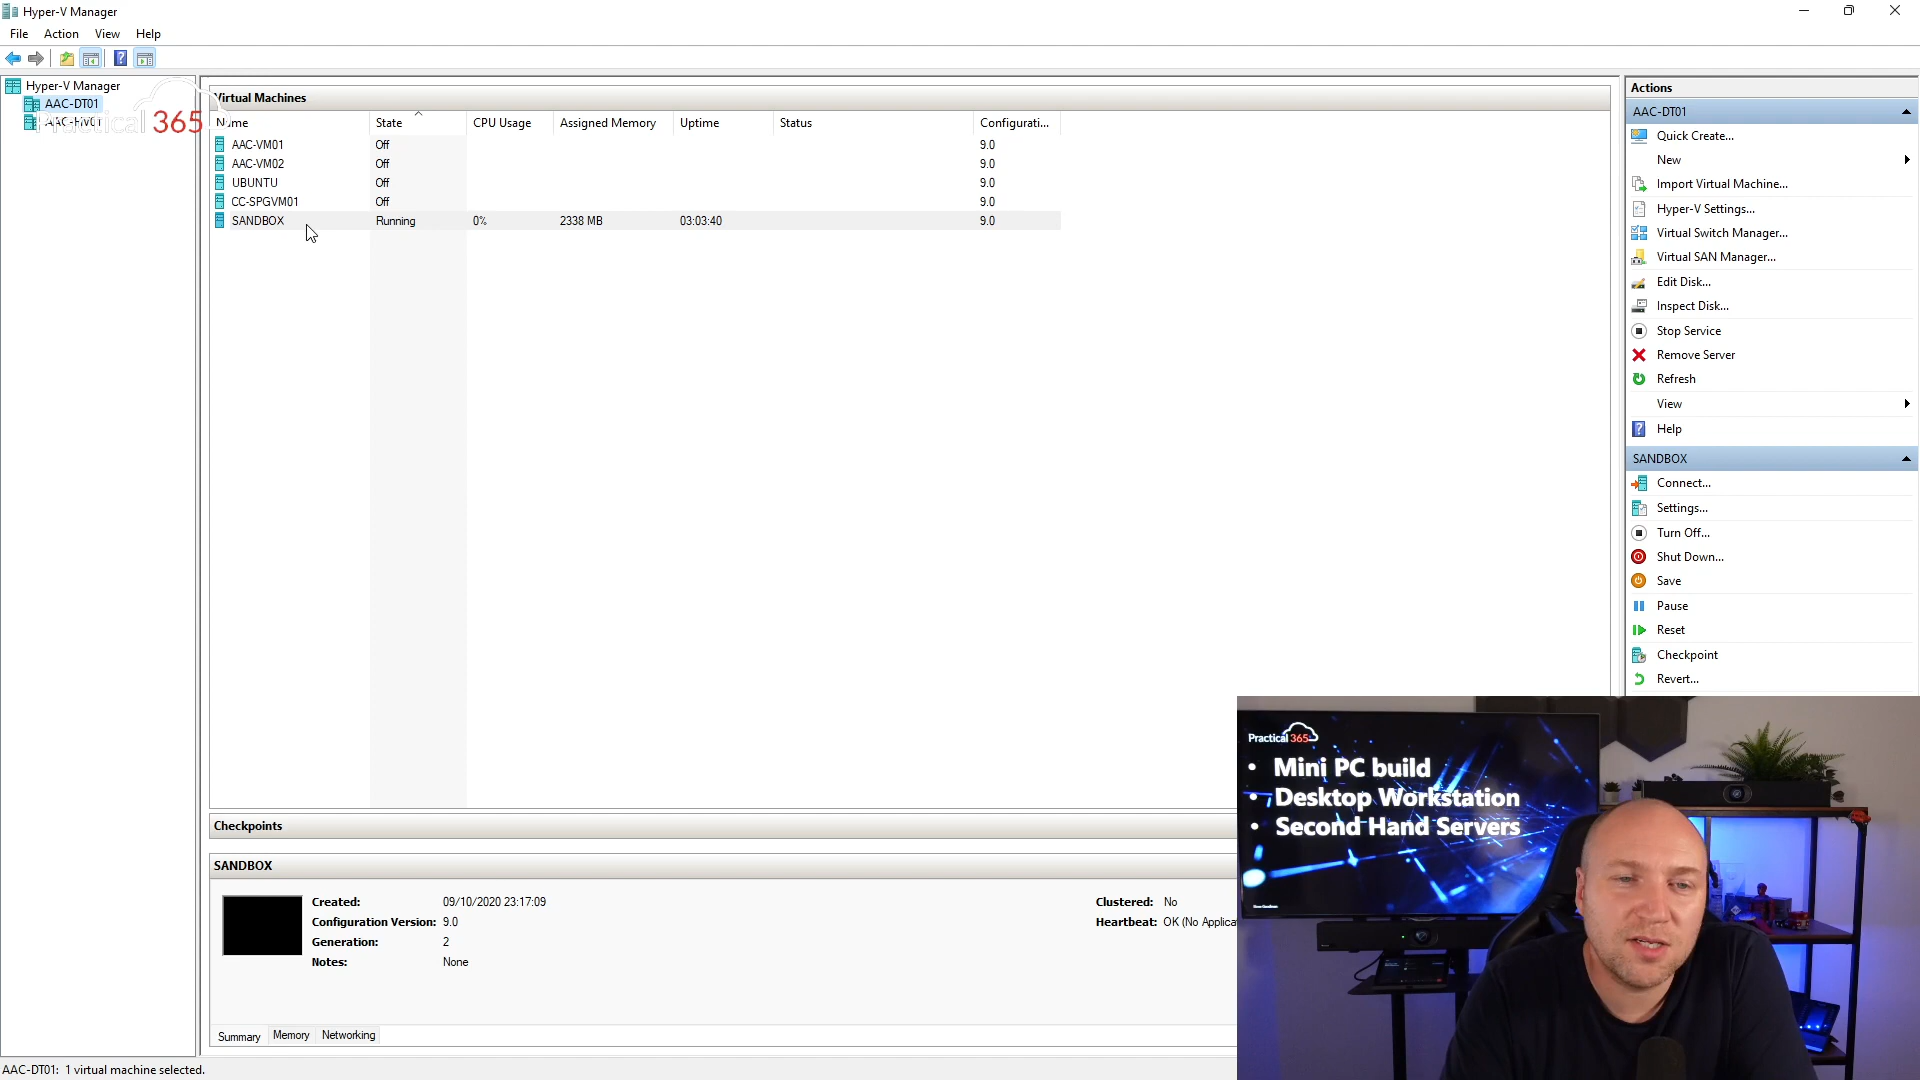 Hyper-V Manager
File Action View Help
Hyper-V Manager
AAC-DT01
AAC-HV01
Practical 365
Virtual Machines
Name State CPU Usage Assigned Memory Uptime Status Configurati...
AAC-VM01 Off 9.0
AAC-VM02 Off 9.0
UBUNTU Off 9.0
CC-SPGVM01 Off 9.0
SANDBOX Running 0% 2338 MB 03:03:40 9.0
Checkpoints
SANDBOX
Created: 09/10/2020 23:17:09
Configuration Version: 9.0
Generation: 2
Notes: None
Clustered: No
Heartbeat: OK (No Applica
Summary Memory Networking
AAC-DT01: 1 virtual machine selected.
Actions
AAC-DT01
Quick Create...
New
Import Virtual Machine...
Hyper-V Settings...
Virtual Switch Manager...
Virtual SAN Manager...
Edit Disk...
Inspect Disk...
Stop Service
Remove Server
Refresh
View
Help
SANDBOX
Connect...
Settings...
Turn Off...
Shut Down...
Save
Pause
Reset
Checkpoint
Revert...
Practical 365
• Mini PC build
• Desktop Workstation
• Second Hand Servers